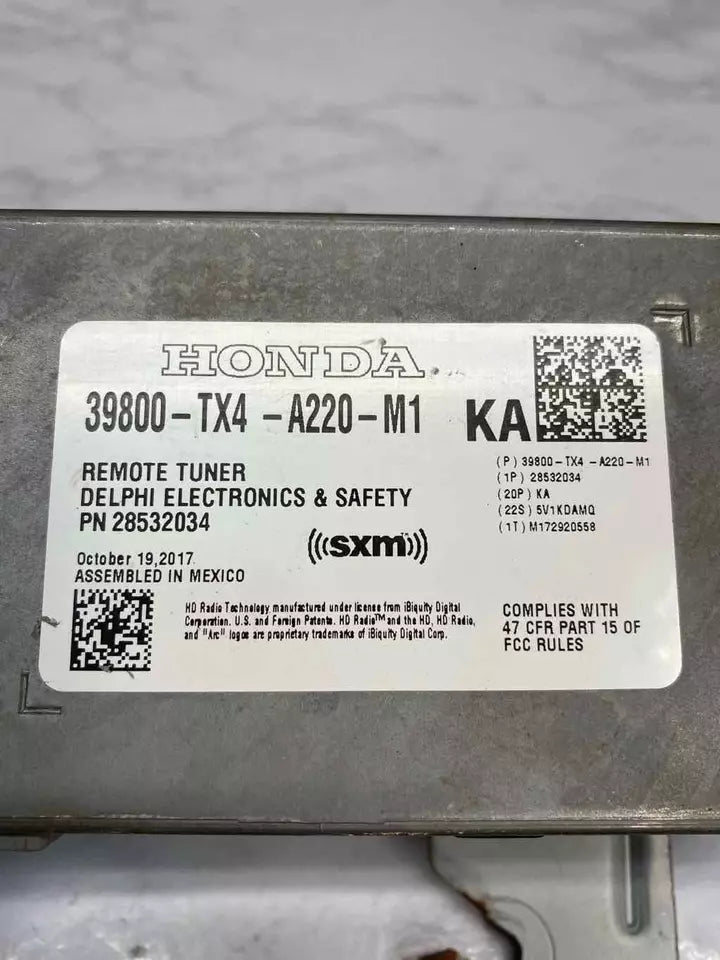 HONDA
39800-TX4 -A220-M1 KA
REMOTE TUNER
DELPHI ELECTRONICS & SAFETY
PN 28532034
October 19,2017
ASSEMBLED IN MEXICO
((sxm))
(P) 39800-TX4 -A220-M1
(1P) 28532034
(20P) KA
(22S) 5V1KDAMQ
(1T) M172920558
HD Radio Technology manufactured under license from iBiquity Digital
Corporation. U.S. and Foreign Patents. HD Radio™ and the HD, HD Radio,
and "Arc" logos are proprietary trademarks of iBiquity Digital Corp.
COMPLIES WITH
47 CFR PART 15 OF
FCC RULES